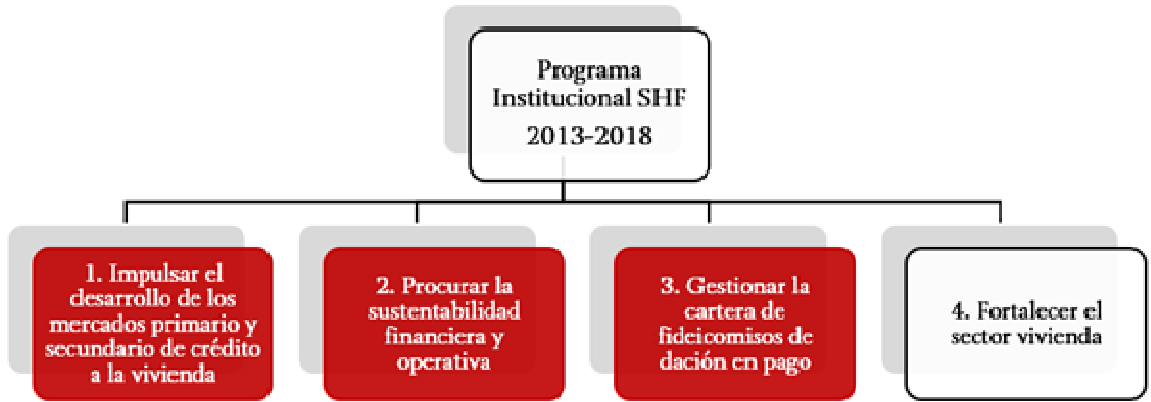 Programa
Institucional SHF
2013-2018
1. Impulsar el
desarrollo de los
mercados primario y
secundario de crédito
a la vivienda
2. Procurar la
sustentabilidad
financiera y
operativa
3. Gestionar la
cartera de
fideicomisos de
dación en pago
4. Fortalecer el
sector vivienda